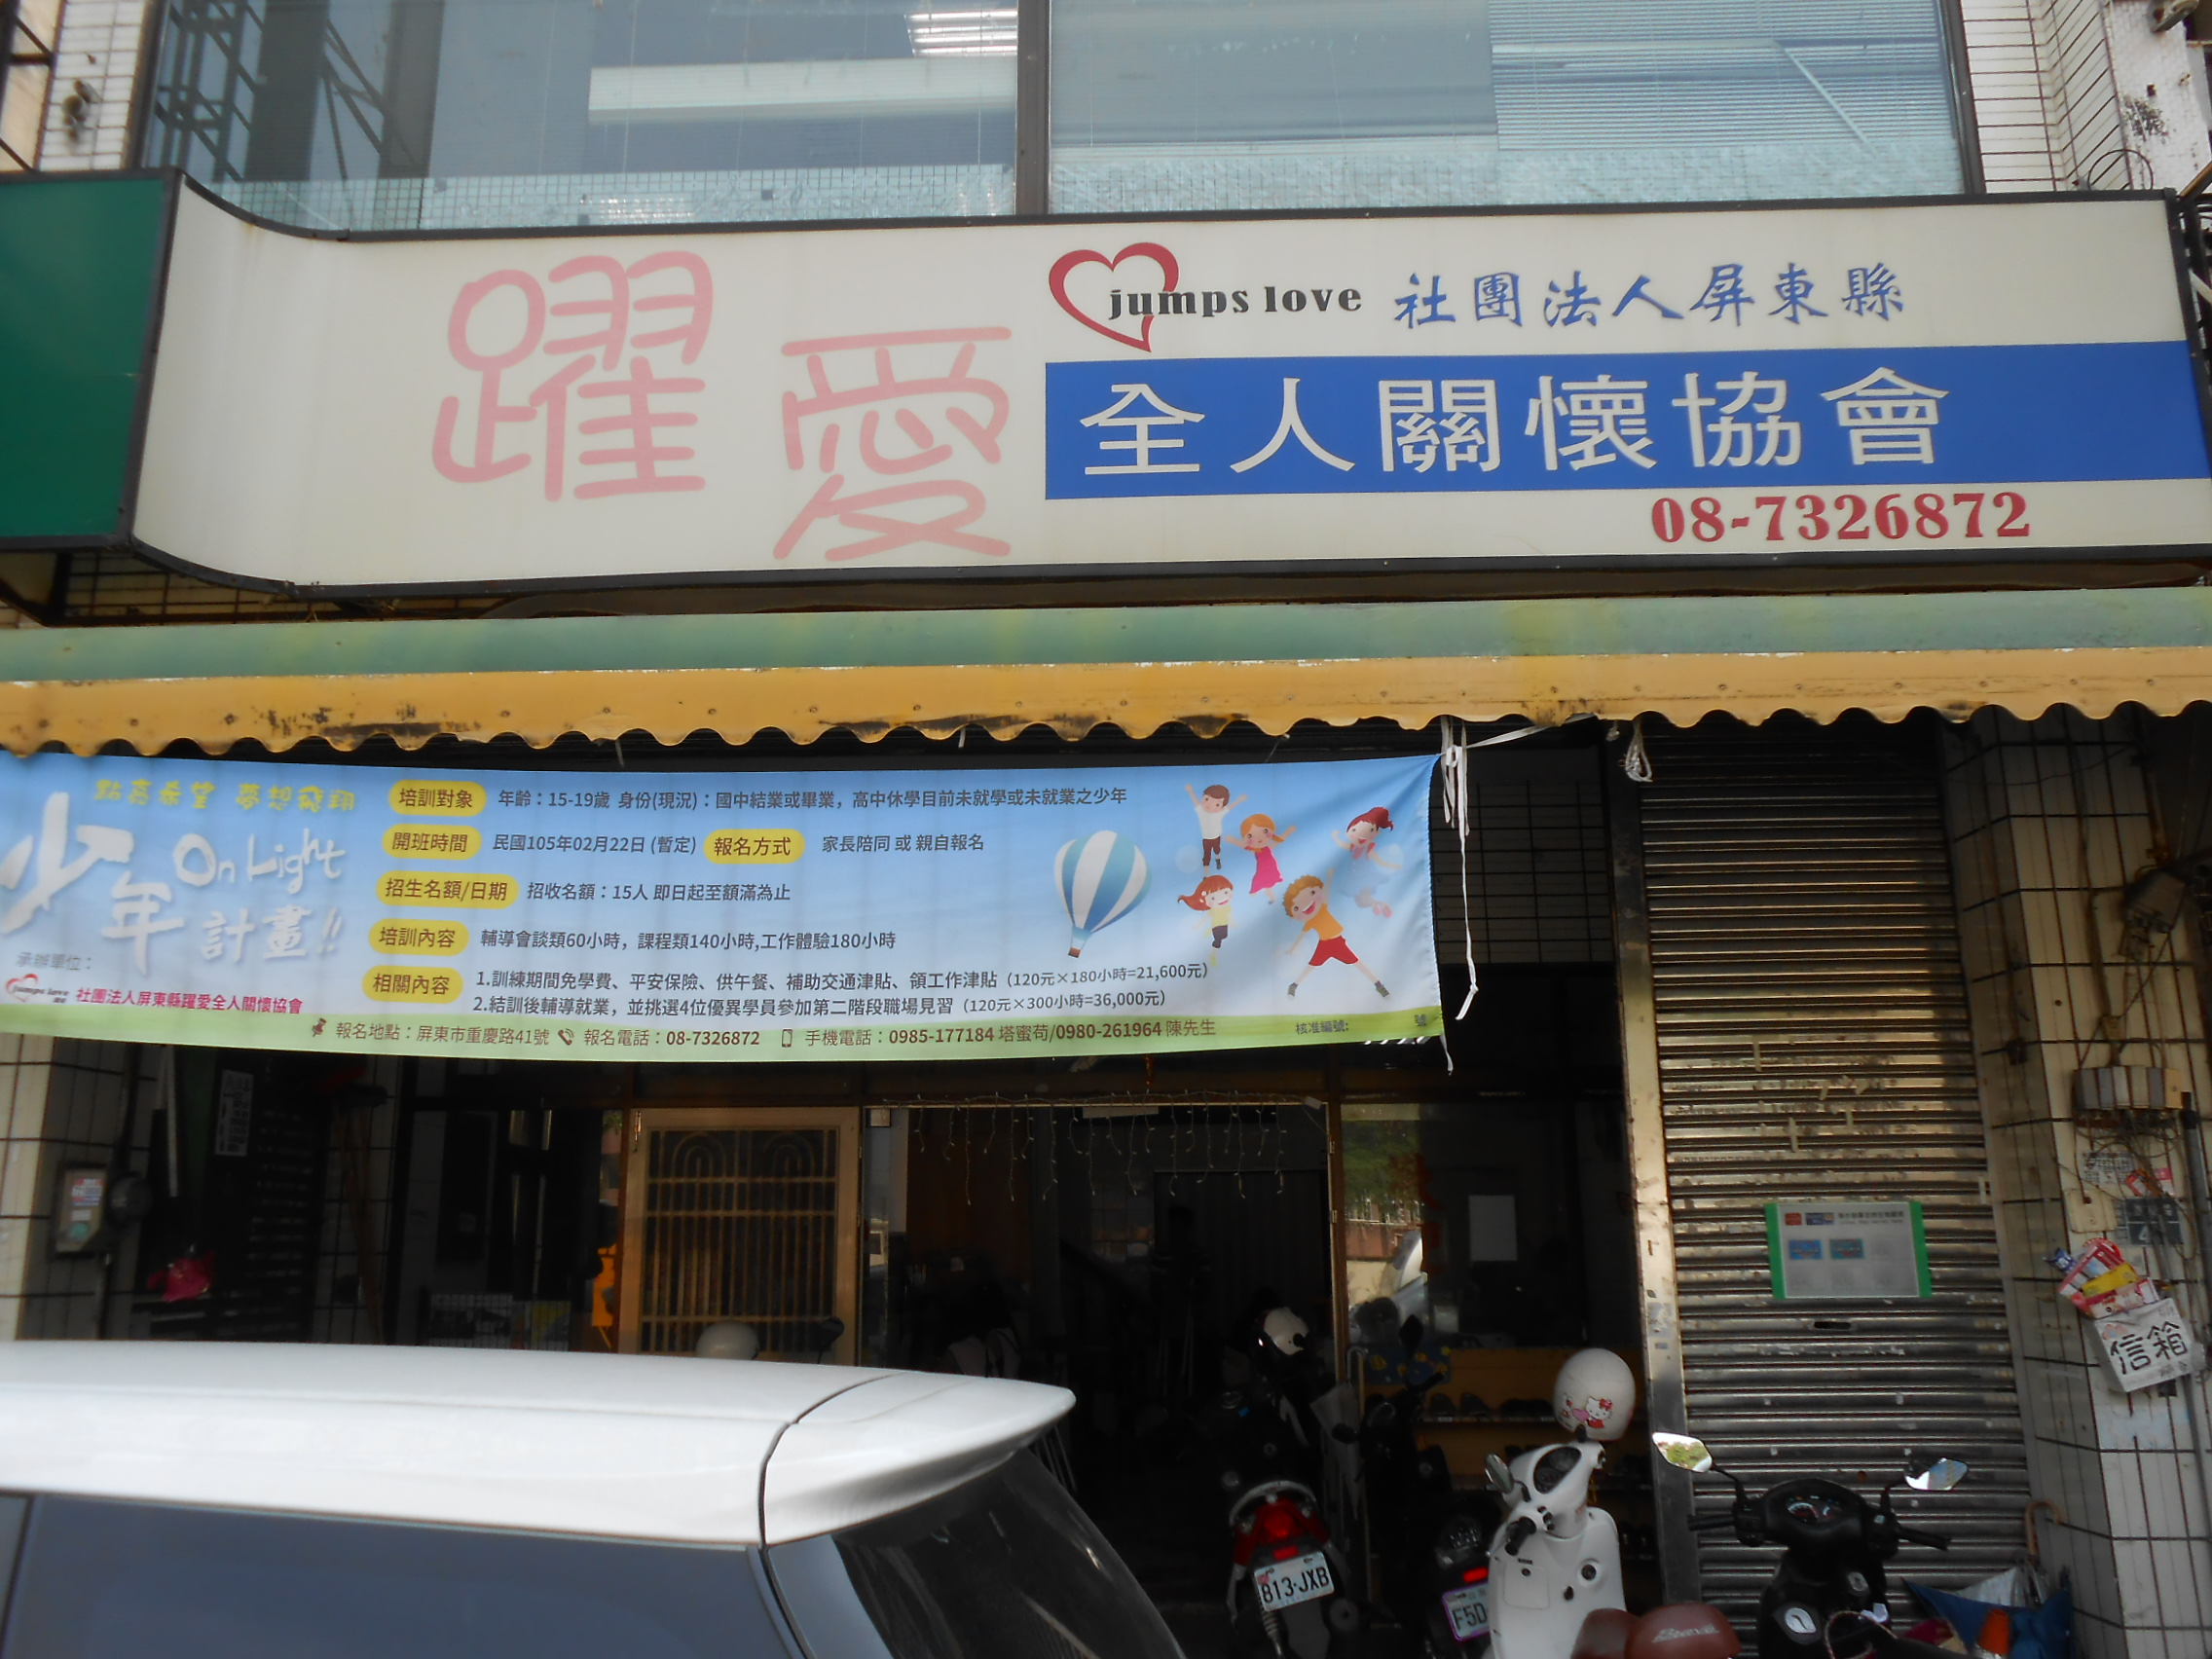 躍愛
jumps love 社團法人屏東縣
全人關懷協會
08-7326872
點亮希望 夢想飛翔
少年 On Light 計畫!!
承辦單位：
jumps love 社團法人屏東縣躍愛全人關懷協會
培訓對象 年齡：15-19歲 身份(現況)：國中結業或畢業，高中休學目前未就學或未就業之少年
開班時間 民國105年02月22日 (暫定) 報名方式 家長陪同 或 親自報名
招生名額/日期 招收名額：15人 即日起至額滿為止
培訓內容 輔導會談類60小時，課程類140小時,工作體驗180小時
相關內容 1.訓練期間免學費、平安保險、供午餐、補助交通津貼、領工作津貼 (120元×180小時=21,600元)
2.結訓後輔導就業，並挑選4位優異學員參加第二階段職場見習 (120元×300小時=36,000元)
報名地點：屏東市重慶路41號 報名電話：08-7326872 手機電話：0985-177184 塔蜜苟/0980-261964 陳先生 核准編號: 號
信箱
813-JXB
F5D